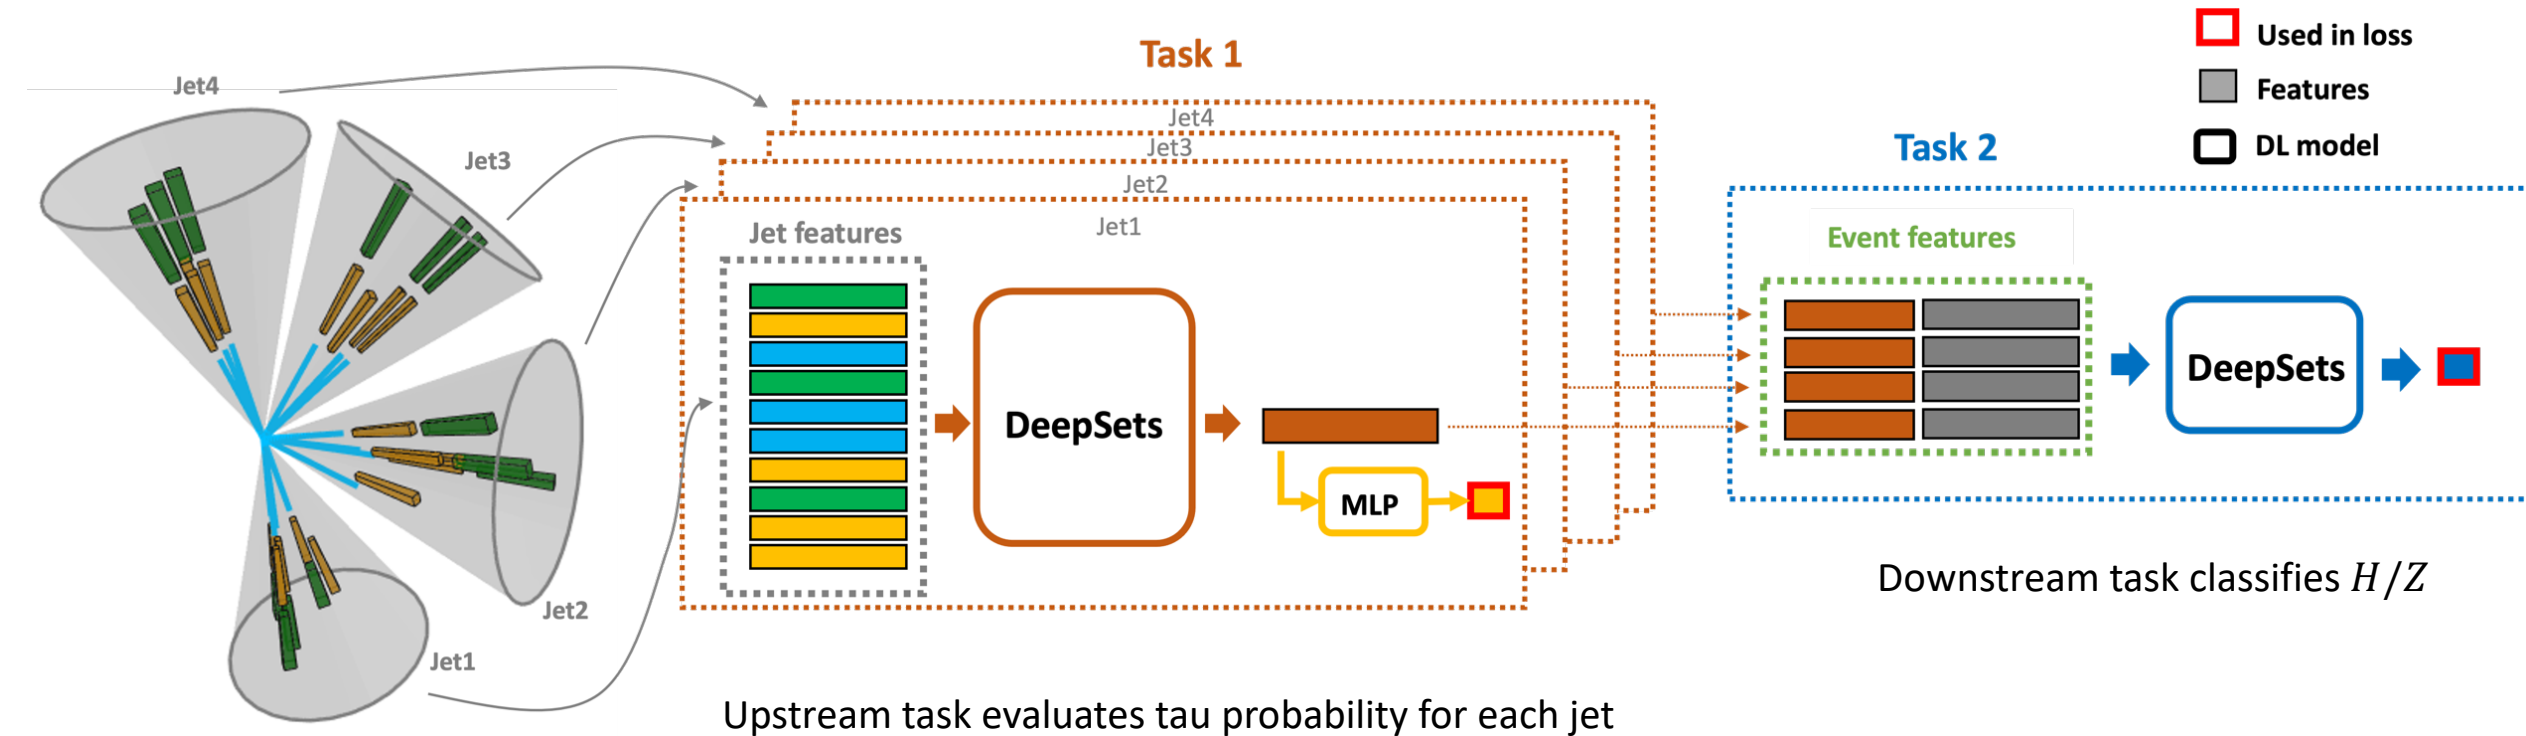 Jet4
Jet3
Jet2
Jet1
Task 1
Jet4
Jet3
Jet2
Jet1
Jet features
DeepSets
MLP
Upstream task evaluates tau probability for each jet
Used in loss
Features
DL model
Task 2
Event features
DeepSets
Downstream task classifies H/Z